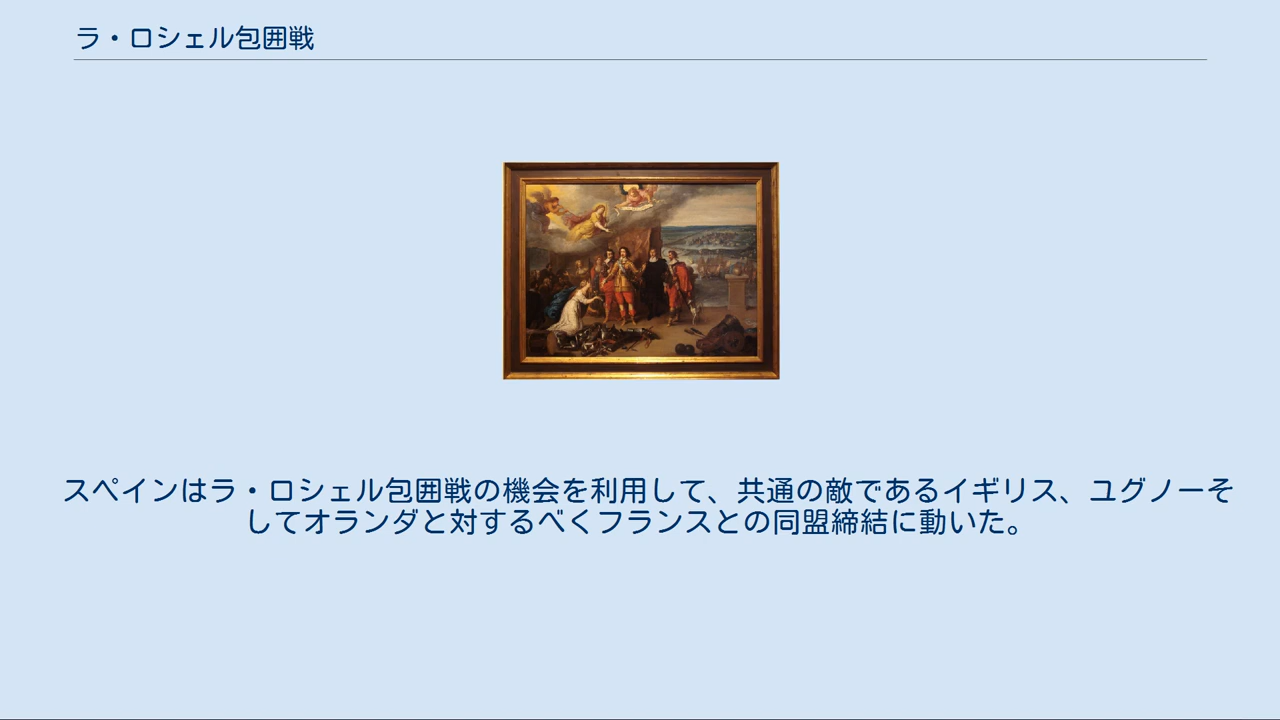 ラ・ロシェル包囲戦
スペインはラ・ロシェル包囲戦の機会を利用して、共通の敵であるイギリス、ユグノーそ
してオランダと対するべくフランスとの同盟締結に動いた。